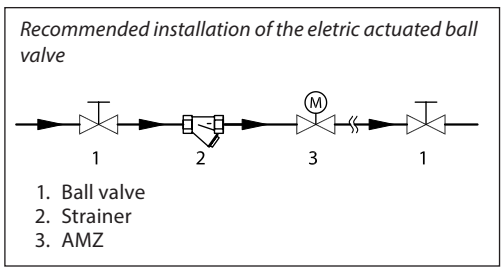 Recommended installation of the eletric actuated ball
valve
M
1 2 3 1
1. Ball valve
2. Strainer
3. AMZ